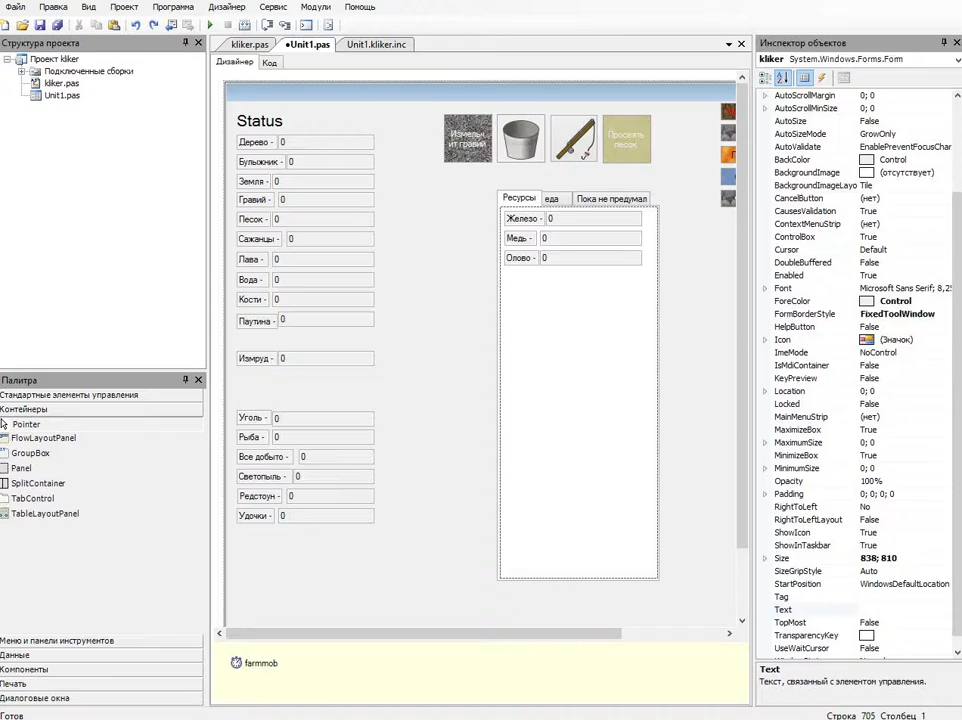 Файл Правка Вид Проект Программа Дизайнер Сервис Модули Помощь
Структура проекта
Проект kliker
Подключенные сборки
kliker.pas
Unit1.pas
Палитра
Стандартные элементы управления
Контейнеры
Pointer
FlowLayoutPanel
GroupBox
Panel
SplitContainer
TabControl
TableLayoutPanel
Меню и панели инструментов
Данные
Компоненты
Печать
Диалоговые окна
kliker.pas •Unit1.pas Unit1.kliker.inc
Дизайнер Код
Status
Дерево - 0
Булыжник - 0
Земля - 0
Гравий - 0
Песок - 0
Сажанцы - 0
Лава - 0
Вода - 0
Кости - 0
Паутина - 0
Измруд - 0
Уголь - 0
Рыба - 0
Все добыто - 0
Светопыль - 0
Редстоун - 0
Удочки - 0
Измельч
ит гравий
Просеять
песок
Ресурсы еда Пока не предумал
Железо - 0
Медь - 0
Олово - 0
farmmob
Инспектор объектов
kliker System.Windows.Forms.Form
AutoScrollMargin 0; 0
AutoScrollMinSize 0; 0
AutoSize False
AutoSizeMode GrowOnly
AutoValidate EnablePreventFocusChar
BackColor Control
BackgroundImage (отсутствует)
BackgroundImageLayo Tile
CancelButton (нет)
CausesValidation True
ContextMenuStrip (нет)
ControlBox True
Cursor Default
DoubleBuffered False
Enabled True
Font Microsoft Sans Serif; 8,25
ForeColor Control
FormBorderStyle FixedToolWindow
HelpButton False
Icon (Значок)
ImeMode NoControl
IsMdiContainer False
KeyPreview False
Location 0; 0
Locked False
MainMenuStrip (нет)
MaximizeBox True
MaximumSize 0; 0
MinimizeBox True
MinimumSize 0; 0
Opacity 100%
Padding 0; 0; 0; 0
RightToLeft No
RightToLeftLayout False
ShowIcon True
ShowInTaskbar True
Size 838; 810
SizeGripStyle Auto
StartPosition WindowsDefaultLocation
Tag
Text
TopMost False
TransparencyKey
UseWaitCursor False
Text
Текст, связанный с элементом управления.
Готов
Строка 705 Столбец 1